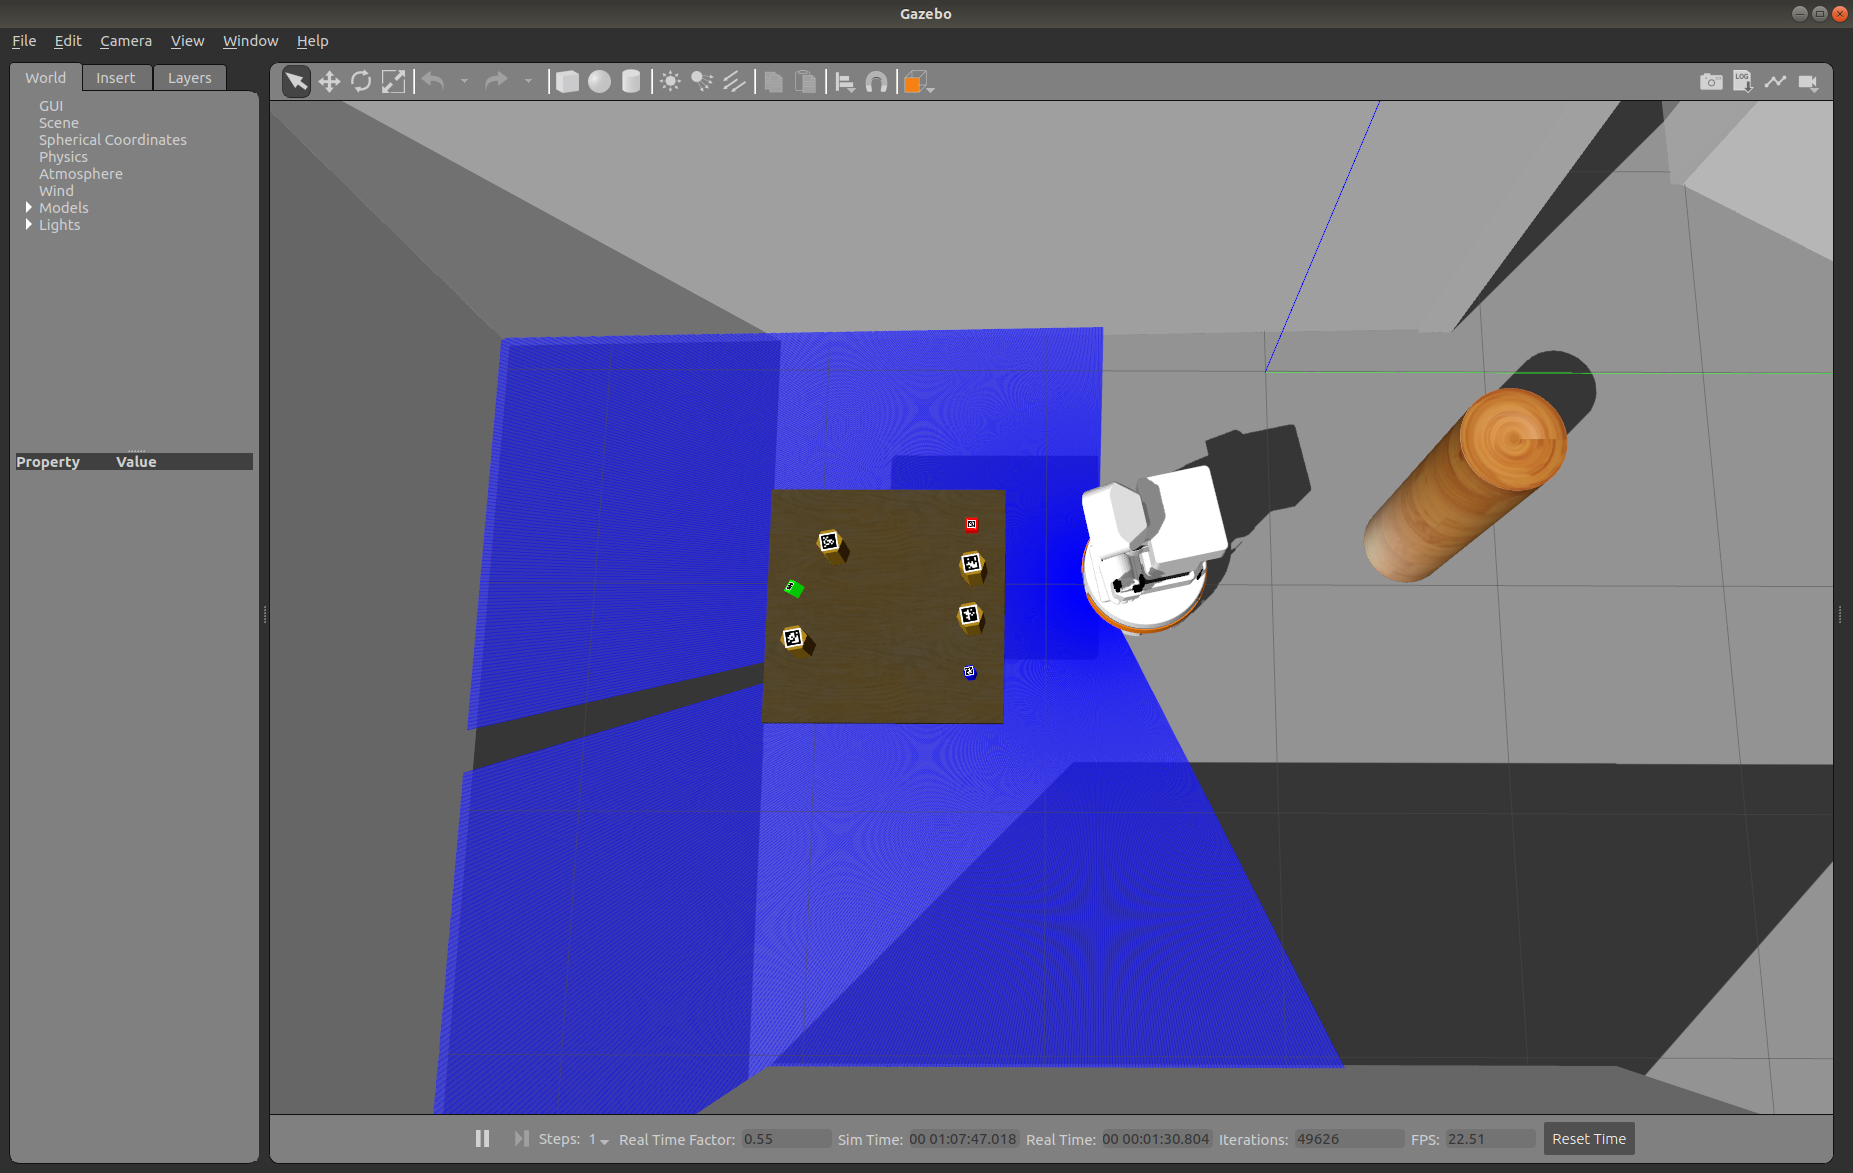 Gazebo
File Edit Camera View Window Help
World Insert Layers
LOG
GUI
Scene
Spherical Coordinates
Physics
Atmosphere
Wind
Models
Lights
Property Value
Steps: 1 Real Time Factor: 0.55 Sim Time: 00 01:07:47.018 Real Time: 00 00:01:30.804 Iterations: 49626 FPS: 22.51 Reset Time